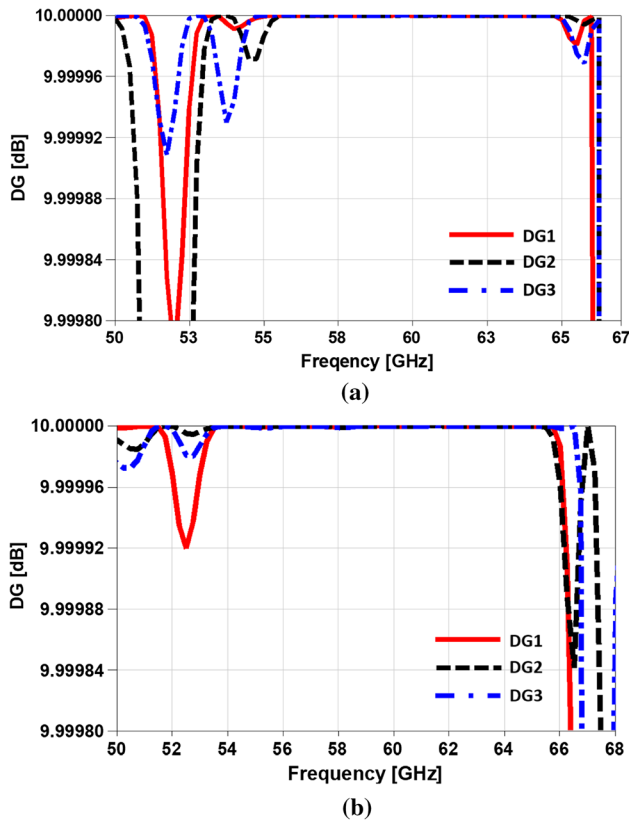 10.00000
9.99996
9.99992
9.99988
9.99984
9.99980
DG [dB]
DG1
DG2
DG3
50 52 53 55 58 60 63 65 67
Freqency [GHz]
(a)
10.00000
9.99996
9.99992
9.99988
9.99984
9.99980
DG [dB]
DG1
DG2
DG3
50 52 54 56 58 60 62 64 66 68
Frequency [GHz]
(b)